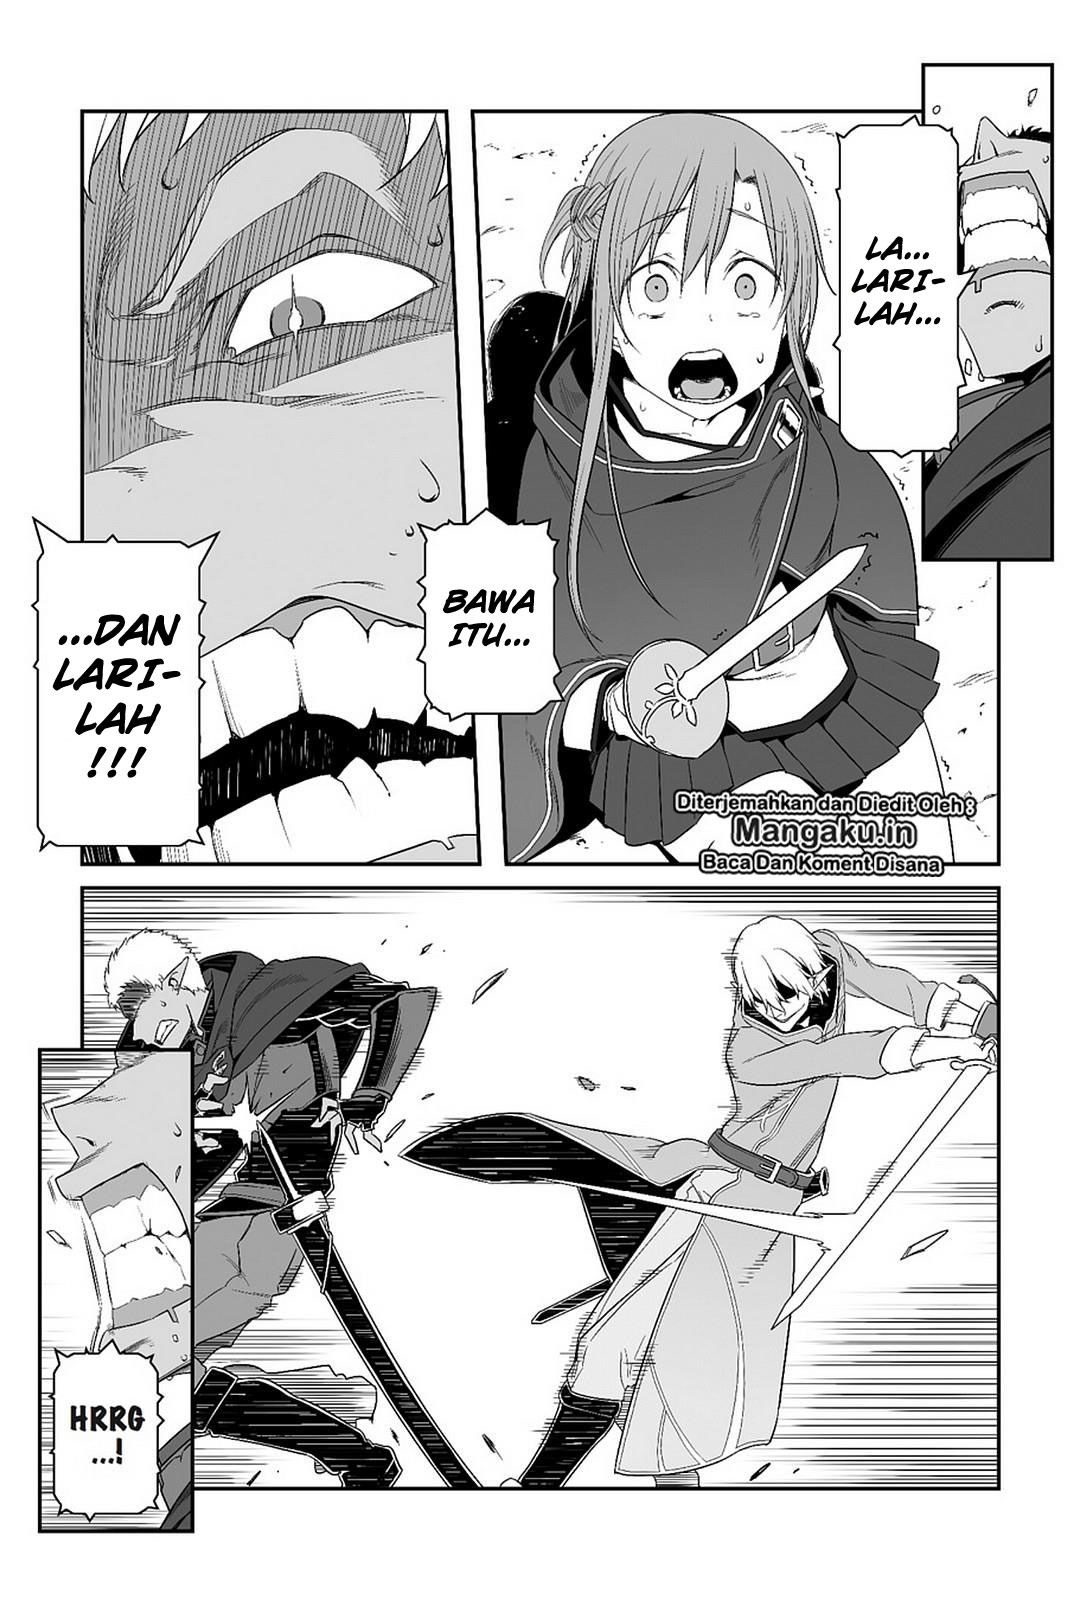 LA...
LARI-
LAH...
BAWA
ITU...
...DAN
LARI-
LAH
!!!
Diterjemahkan dan Diedit Oleh :
Mangaku.in
Baca Dan Koment Disana
HRRG
...!